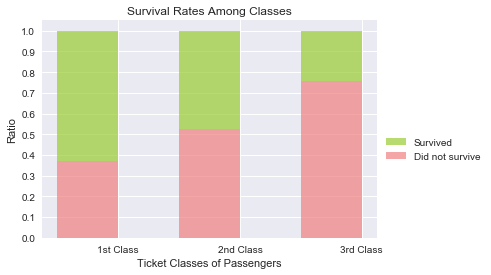 Survival Rates Among Classes
1.0
0.9
0.8
0.7
0.6
0.5
0.4
0.3
0.2
0.1
0.0
Ratio
Survived
Did not survive
1st Class
2nd Class
3rd Class
Ticket Classes of Passengers